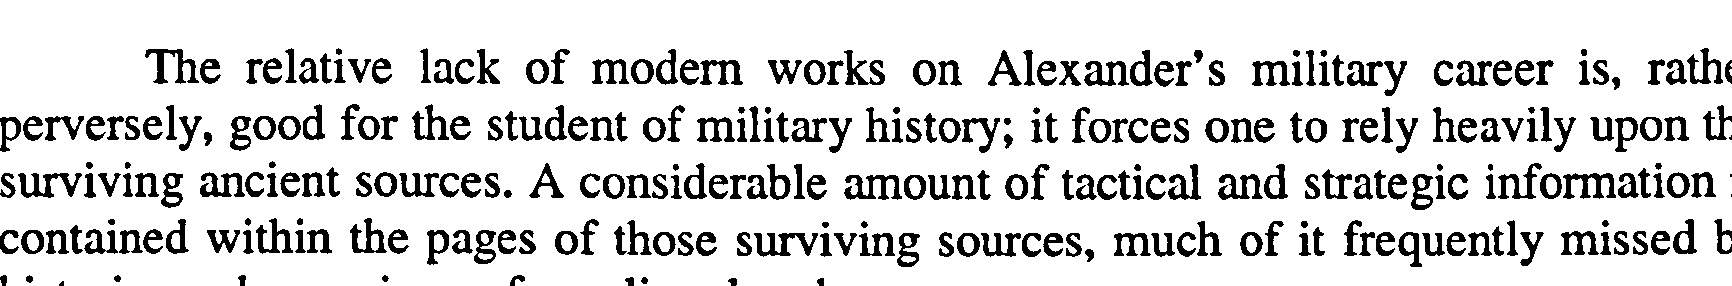 The relative lack of modern works on Alexander's military career is, rathe
perversely, good for the student of military history; it forces one to rely heavily upon th
surviving ancient sources. A considerable amount of tactical and strategic information
contained within the pages of those surviving sources, much of it frequently missed b